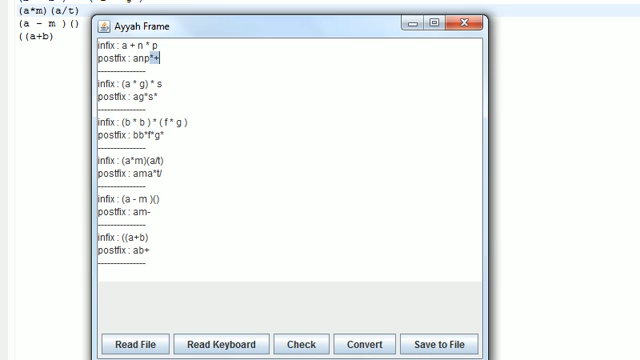 (a*m)(a/t)
(a - m )()
((a+b)
Ayyah Frame
infix : a + n * p
postfix : anp*+
---------------
infix : (a * g) * s
postfix : ag*s*
---------------
infix : (b * b ) * ( f * g )
postfix : bb*f*g*
---------------
infix : (a*m)(a/t)
postfix : ama*t/
---------------
infix : (a - m )()
postfix : am-
---------------
infix : ((a+b)
postfix : ab+
---------------
Read File
Read Keyboard
Check
Convert
Save to File